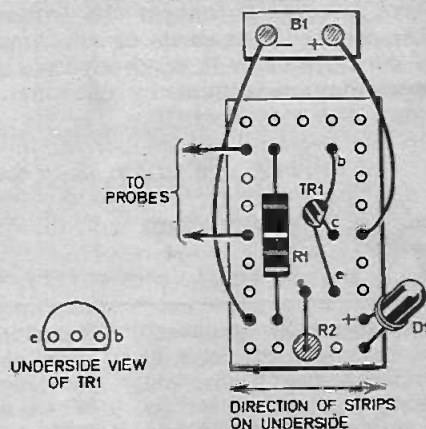 B1
- +
b
TO
PROBES
TR1
c
R1
e
+
D1
R2
e b
UNDERSIDE VIEW
OF TR1
DIRECTION OF STRIPS
ON UNDERSIDE